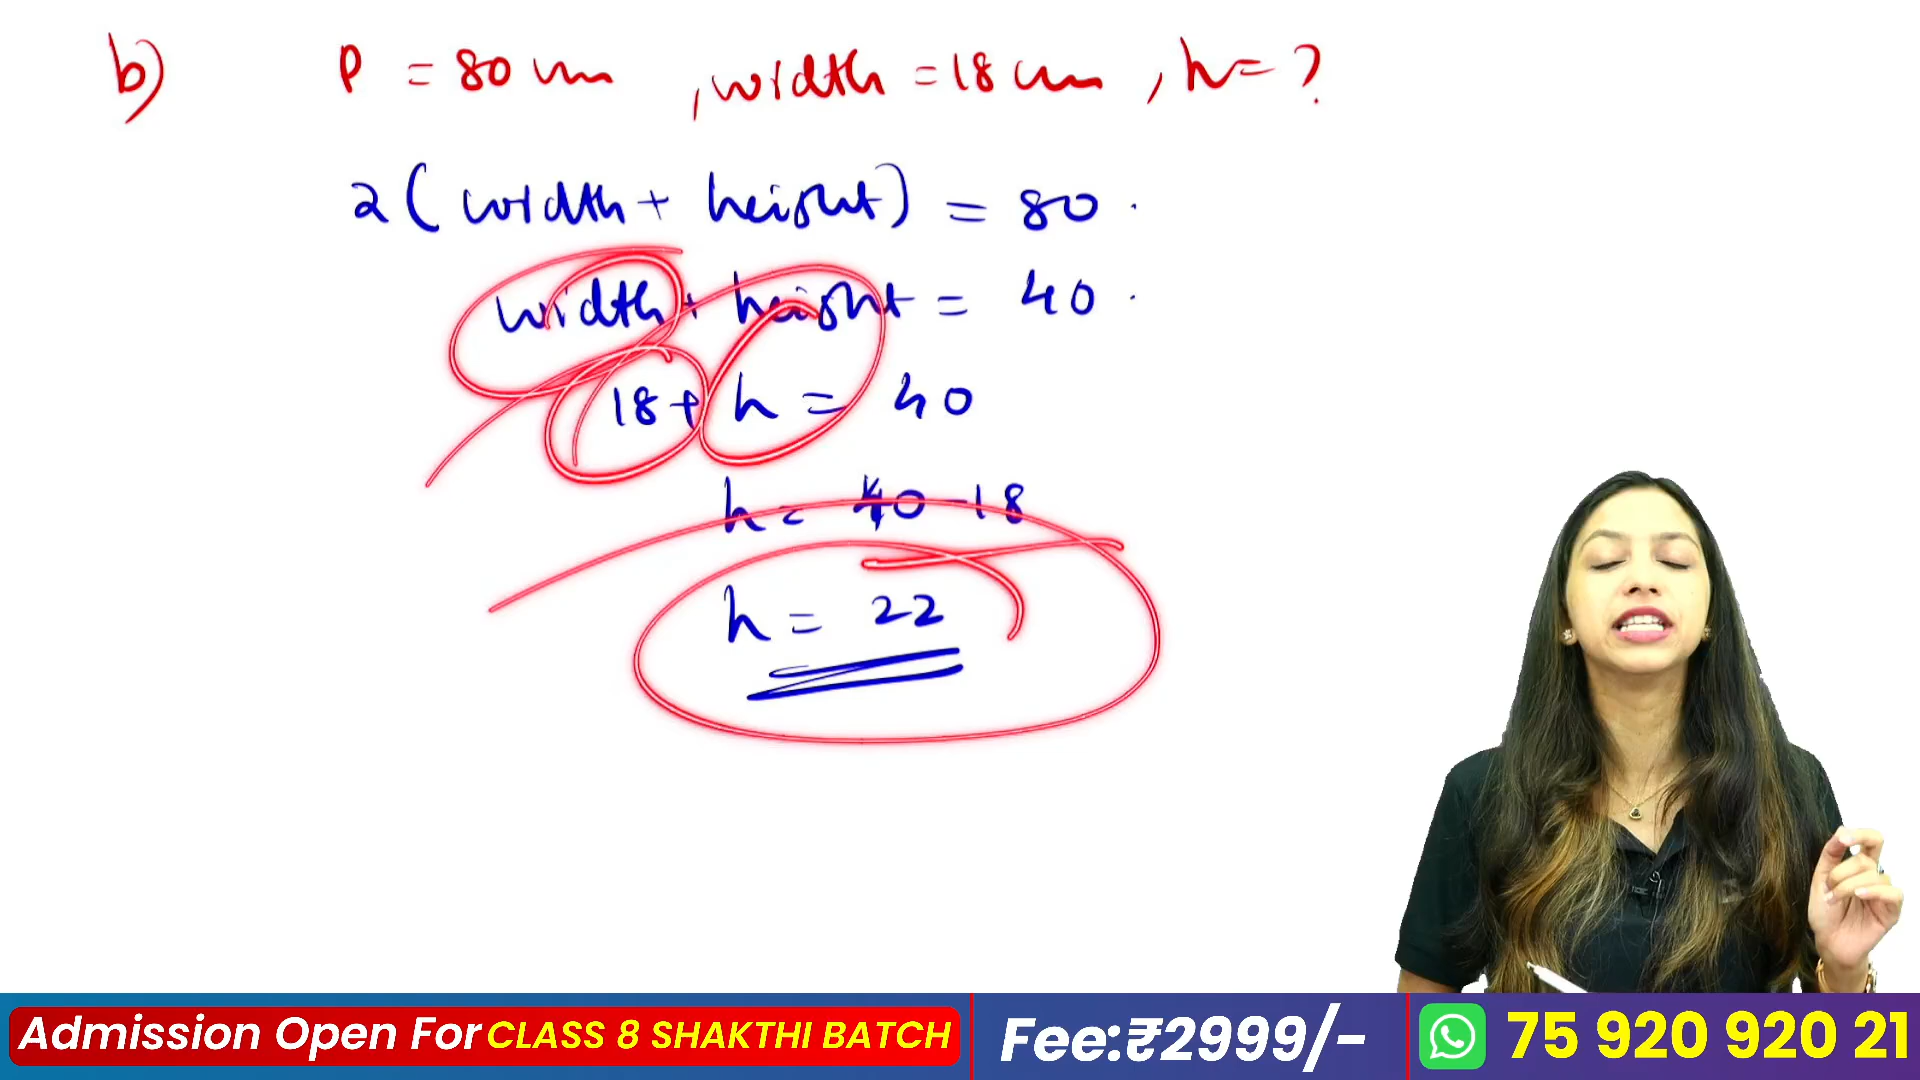 b) P = 80 cm , width = 18 cm , h = ?
2 ( width + height ) = 80 .
width + height = 40 .
18 + h = 40
h = 40 - 18
h = 22
Admission Open For CLASS 8 SHAKTHI BATCH Fee:₹2999/- 75 920 920 21